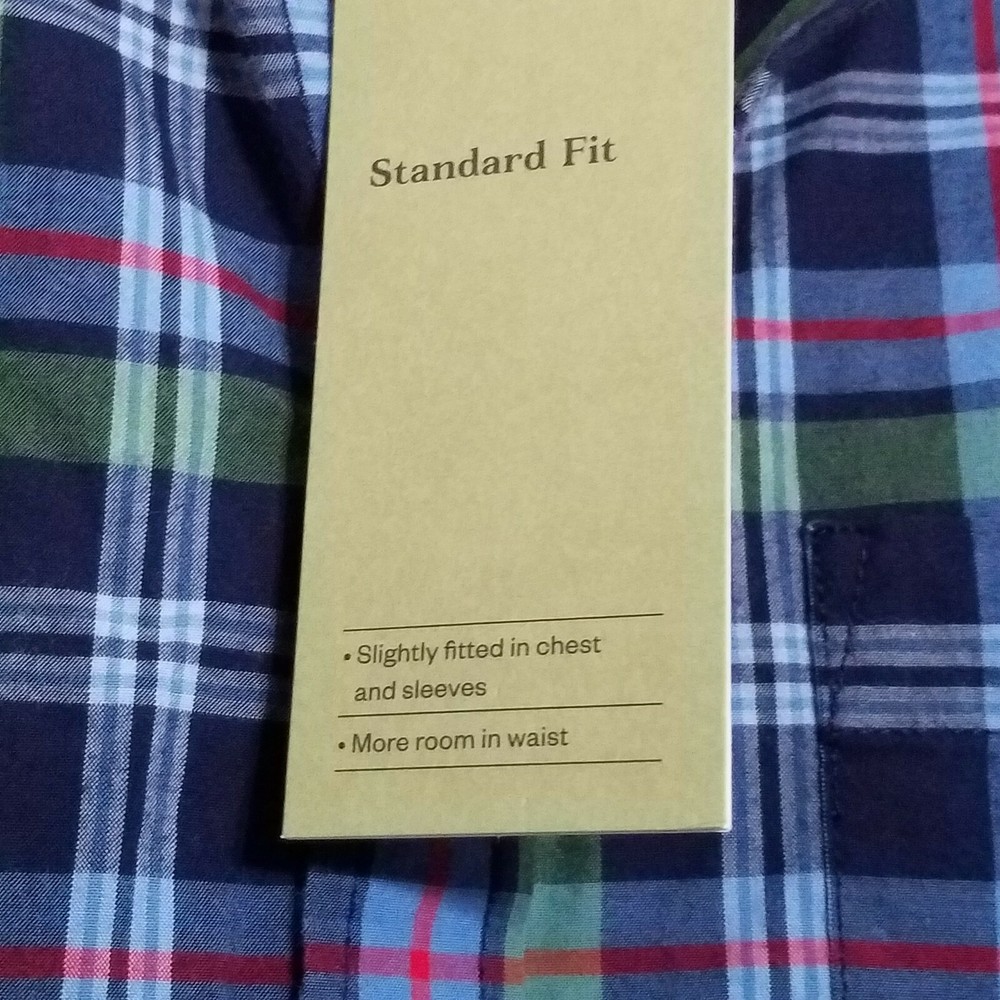 Standard Fit
• Slightly fitted in chest
and sleeves
• More room in waist